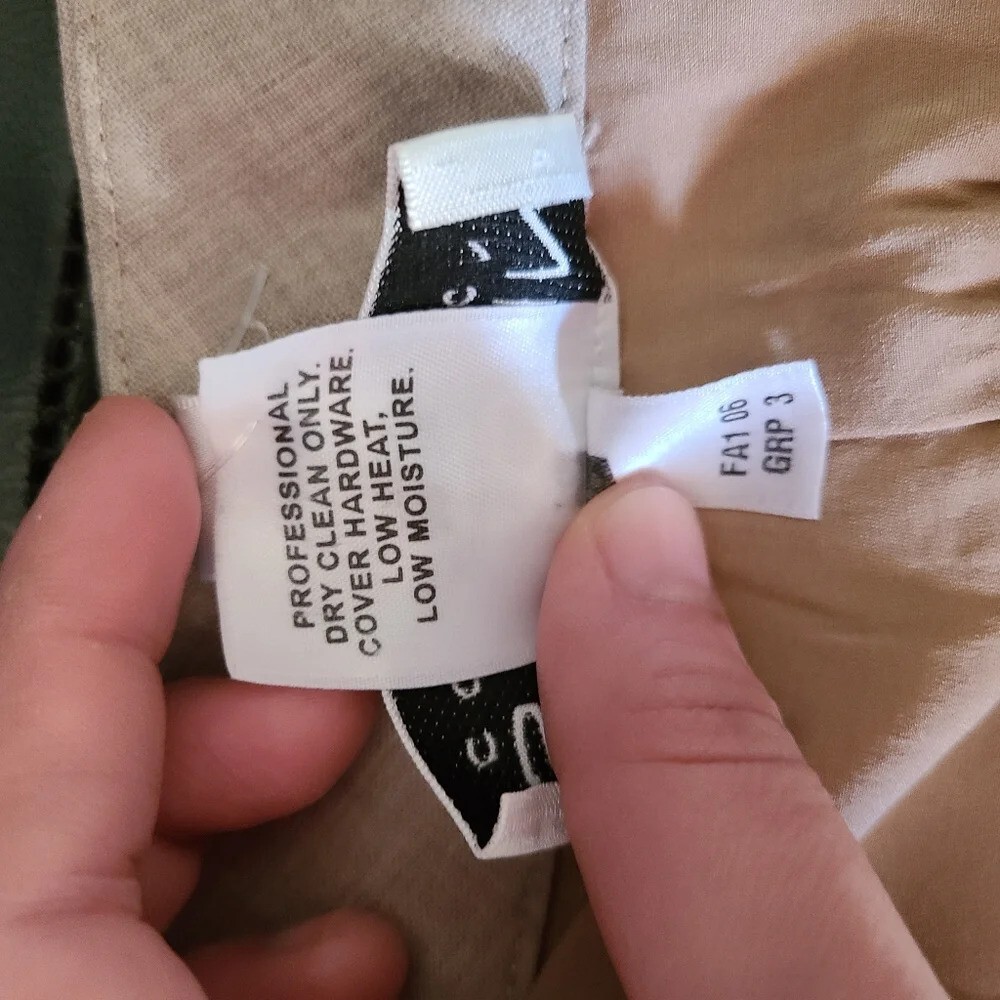 PROFESSIONAL
DRY CLEAN ONLY.
COVER HARDWARE.
LOW HEAT,
LOW MOISTURE.
FA1 06
GRP 3